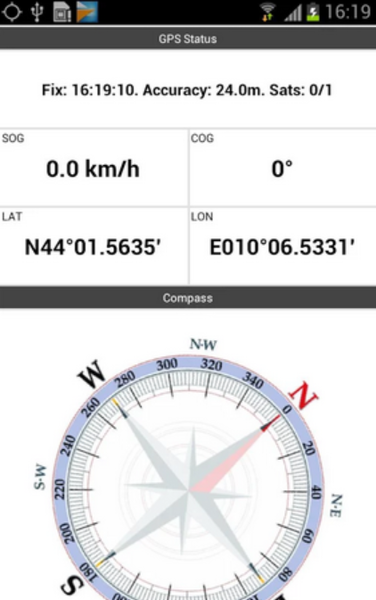 16:19
GPS Status
Fix: 16:19:10. Accuracy: 24.0m. Sats: 0/1
SOG
COG
0.0 km/h
0°
LAT
LON
N44°01.5635'
E010°06.5331'
Compass
N-W
W
N
280
300
320
340
0
260
20
240
S-W
220
40
N-E
200
60
180
80
S